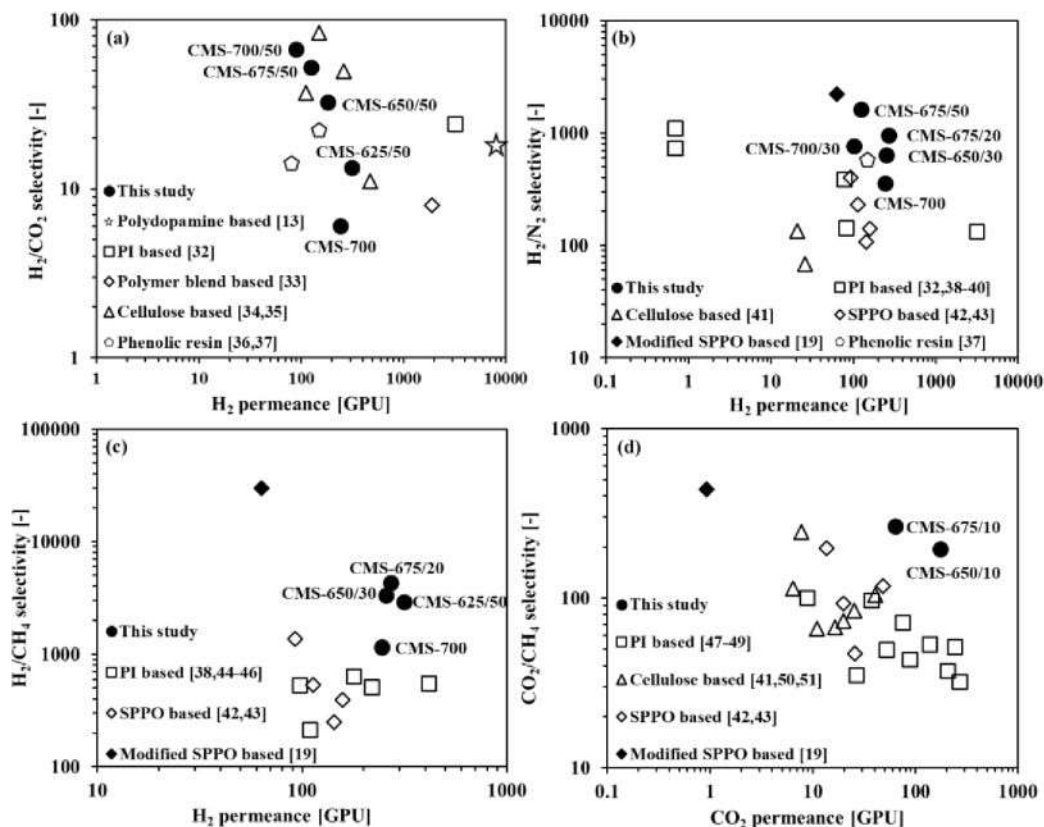 (a)
100
10
1
H₂/CO₂ selectivity [-]
CMS-700/50
CMS-675/50
CMS-650/50
CMS-625/50
CMS-700
This study
Polydopamine based [13]
PI based [32]
Polymer blend based [33]
Cellulose based [34,35]
Phenolic resin [36,37]
1 10 100 1000 10000
H₂ permeance [GPU]
(b)
10000
1000
100
10
H₂/N₂ selectivity [-]
CMS-675/50
CMS-675/20
CMS-700/30
CMS-650/30
CMS-700
This study
PI based [32,38-40]
Cellulose based [41]
SPPO based [42,43]
Modified SPPO based [19]
Phenolic resin [37]
0.1 1 10 100 1000 10000
H₂ permeance [GPU]
(c)
100000
10000
1000
100
H₂/CH₄ selectivity [-]
CMS-675/20
CMS-650/30
CMS-625/50
CMS-700
This study
PI based [38,44-46]
SPPO based [42,43]
Modified SPPO based [19]
10 100 1000
H₂ permeance [GPU]
(d)
1000
100
10
CO₂/CH₄ selectivity [-]
CMS-675/10
CMS-650/10
This study
PI based [47-49]
Cellulose based [41,50,51]
SPPO based [42,43]
Modified SPPO based [19]
0.1 1 10 100 1000
CO₂ permeance [GPU]